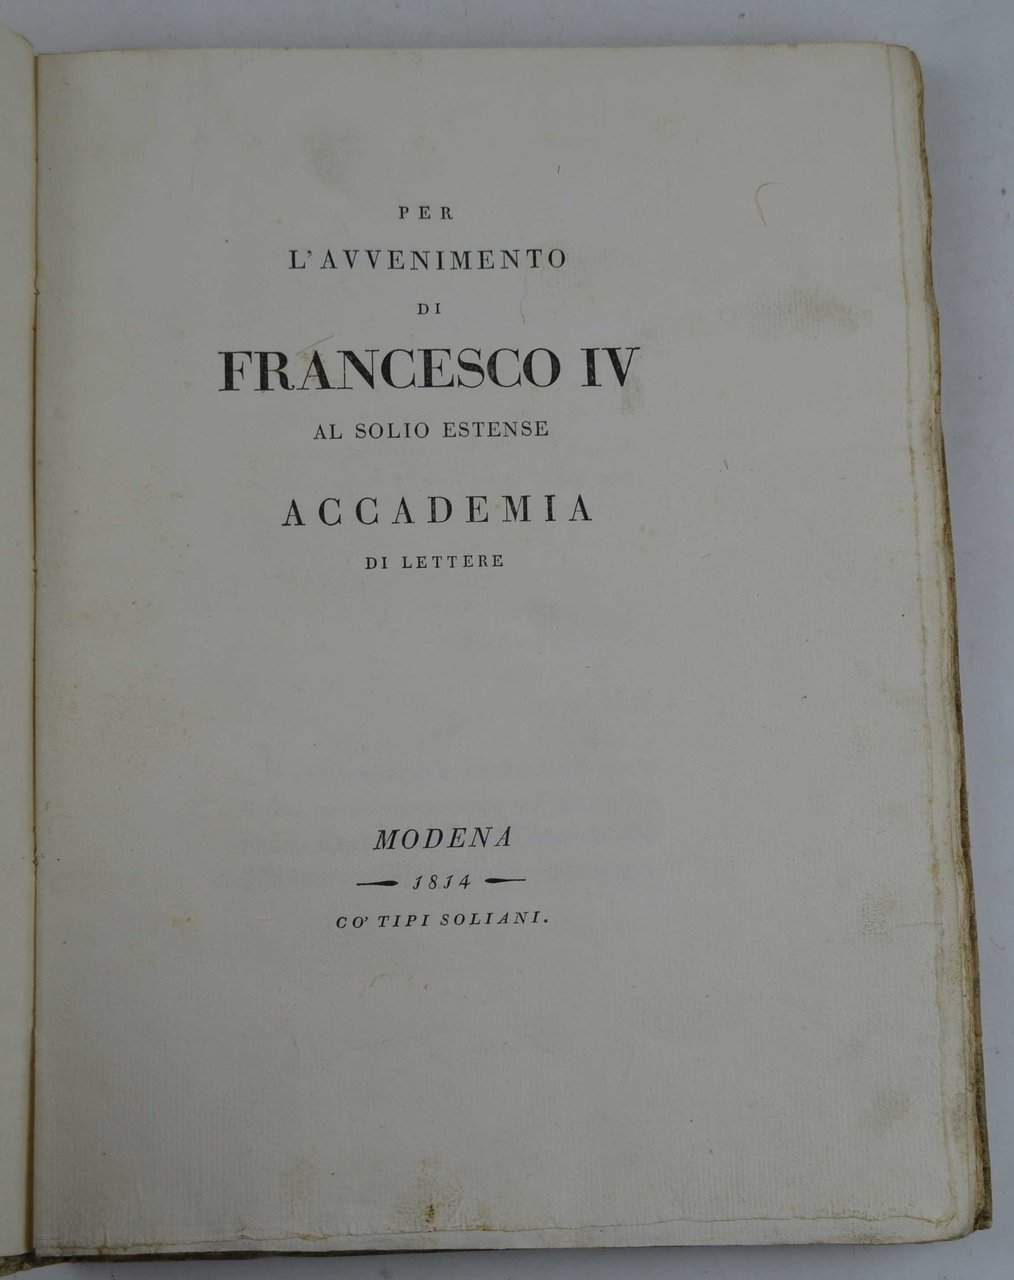 PER
L'AVVENIMENTO
DI
FRANCESCO IV
AL SOLIO ESTENSE
ACCADEMIA
DI LETTERE
MODENA
1814
CO' TIPI SOLIANI.